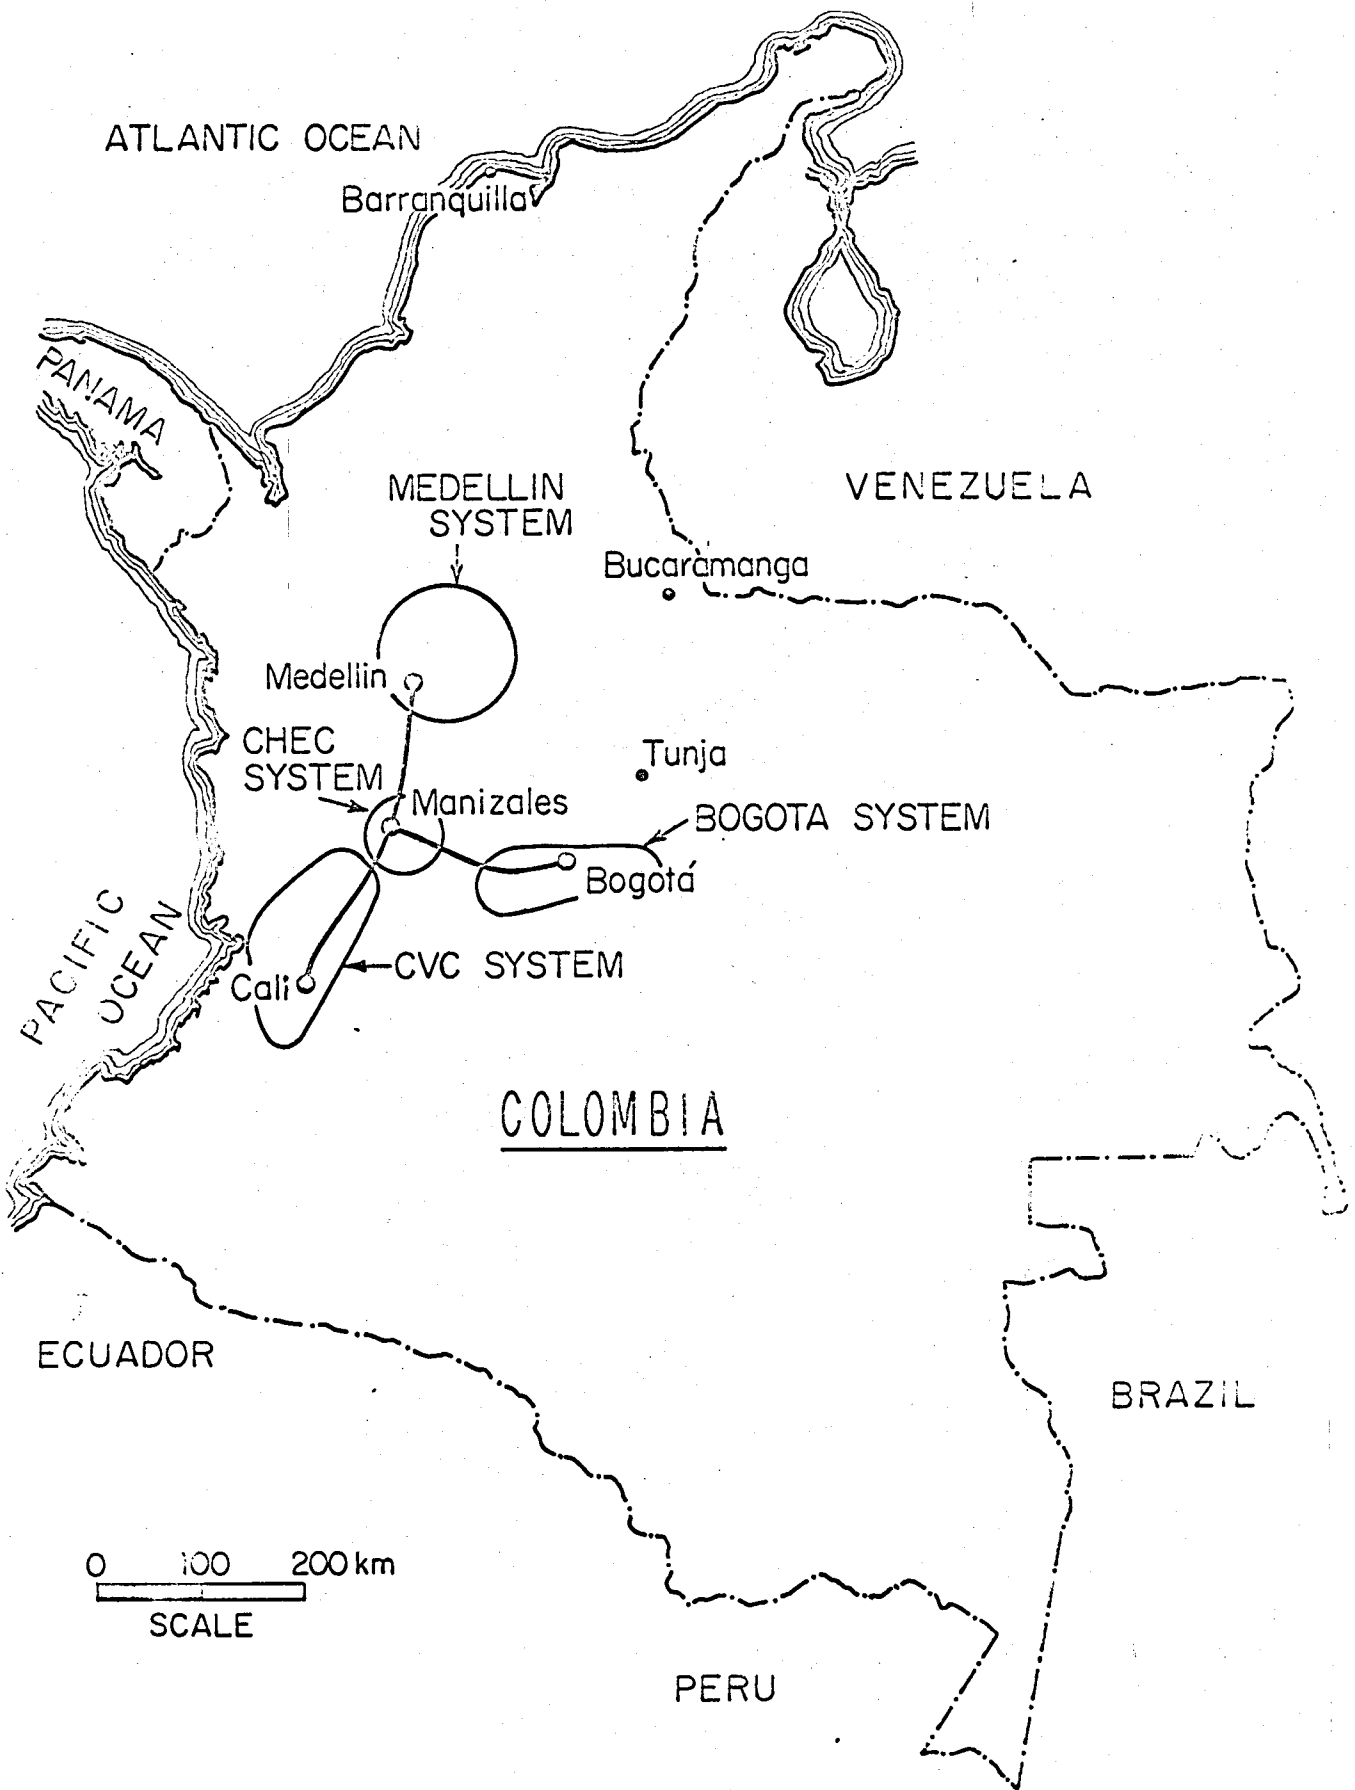 ATLANTIC OCEAN
Barranquilla
PANAMA
MEDELLIN
SYSTEM
VENEZUELA
Bucaramanga
Medellin
CHEC
SYSTEM
Tunja
Manizales
BOGOTA SYSTEM
Bogotá
PACIFIC
OCEAN
CVC SYSTEM
Cali
COLOMBIA
ECUADOR
BRAZIL
0 100 200 km
SCALE
PERU